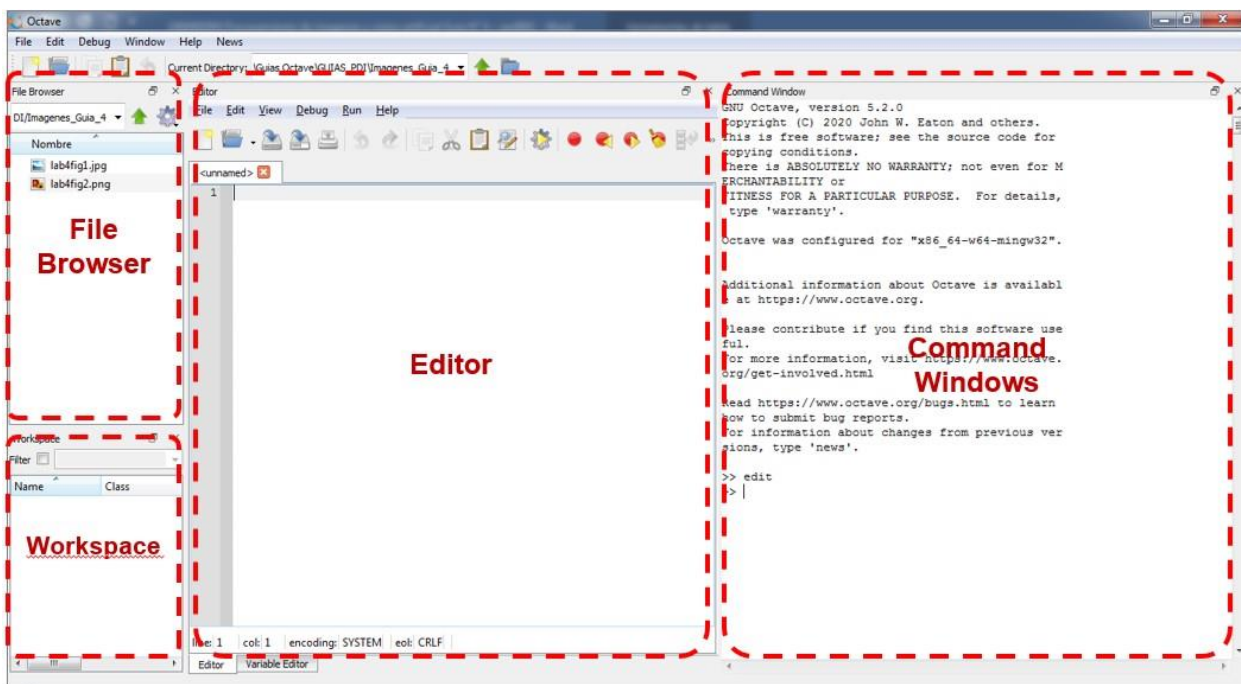 Octave
File Edit Debug Window Help News
Current Directory: \Guias Octave\GUIAS_PDI\Imagenes_Guia_4
File Browser
DI/Imagenes_Guia_4
Nombre
lab4fig1.jpg
lab4fig2.png
File
Browser
Workspace
Filter
Name Class
Workspace
Editor
File Edit View Debug Run Help
<unnamed>
1
Editor
line: 1 col: 1 encoding: SYSTEM eol: CRLF
Editor Variable Editor
Command Window
GNU Octave, version 5.2.0
Copyright (C) 2020 John W. Eaton and others.
This is free software; see the source code for
copying conditions.
There is ABSOLUTELY NO WARRANTY; not even for M
ERCHANTABILITY or
FITNESS FOR A PARTICULAR PURPOSE. For details,
type 'warranty'.
Octave was configured for "x86_64-w64-mingw32".
Additional information about Octave is availabl
e at https://www.octave.org.
Please contribute if you find this software use
ful.
For more information, visit https://www.octave.
org/get-involved.html
Read https://www.octave.org/bugs.html to learn
how to submit bug reports.
For information about changes from previous ver
sions, type 'news'.
>> edit
>>
Command
Windows